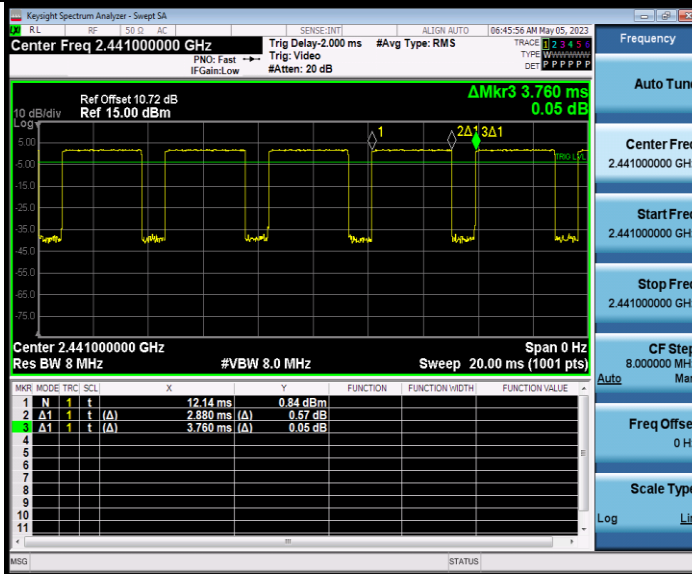 Keysight Spectrum Analyzer - Swept SA
RL RF 50 Ω AC SENSE:INT ALIGN AUTO 06:45:56 AM May 05, 2023
Center Freq 2.441000000 GHz
PNO: Fast
IFGain:Low
Trig Delay-2.000 ms
Trig: Video
#Atten: 20 dB
#Avg Type: RMS
TRACE 1 2 3 4 5 6
TYPE WWWWWW
DET P P P P P P
Ref Offset 10.72 dB
Ref 15.00 dBm
10 dB/div
Log
ΔMkr3 3.760 ms
0.05 dB
5.00
-5.00
-15.0
-25.0
-35.0
-45.0
-55.0
-65.0
-75.0
1
2Δ1
3Δ1
TRIG LVL
Center 2.441000000 GHz Span 0 Hz
Res BW 8 MHz #VBW 8.0 MHz Sweep 20.00 ms (1001 pts)
MKR MODE TRC SCL X Y FUNCTION FUNCTION WIDTH FUNCTION VALUE
1 N 1 t 12.14 ms 0.84 dBm
2 Δ1 1 t (Δ) 2.880 ms (Δ) 0.57 dB
3 Δ1 1 t (Δ) 3.760 ms (Δ) 0.05 dB
4
5
6
7
8
9
10
11
MSG STATUS
Frequency
Auto Tune
Center Freq
2.441000000 GHz
Start Freq
2.441000000 GHz
Stop Freq
2.441000000 GHz
CF Step
8.000000 MHz
Auto Man
Freq Offset
0 Hz
Scale Type
Log Lin